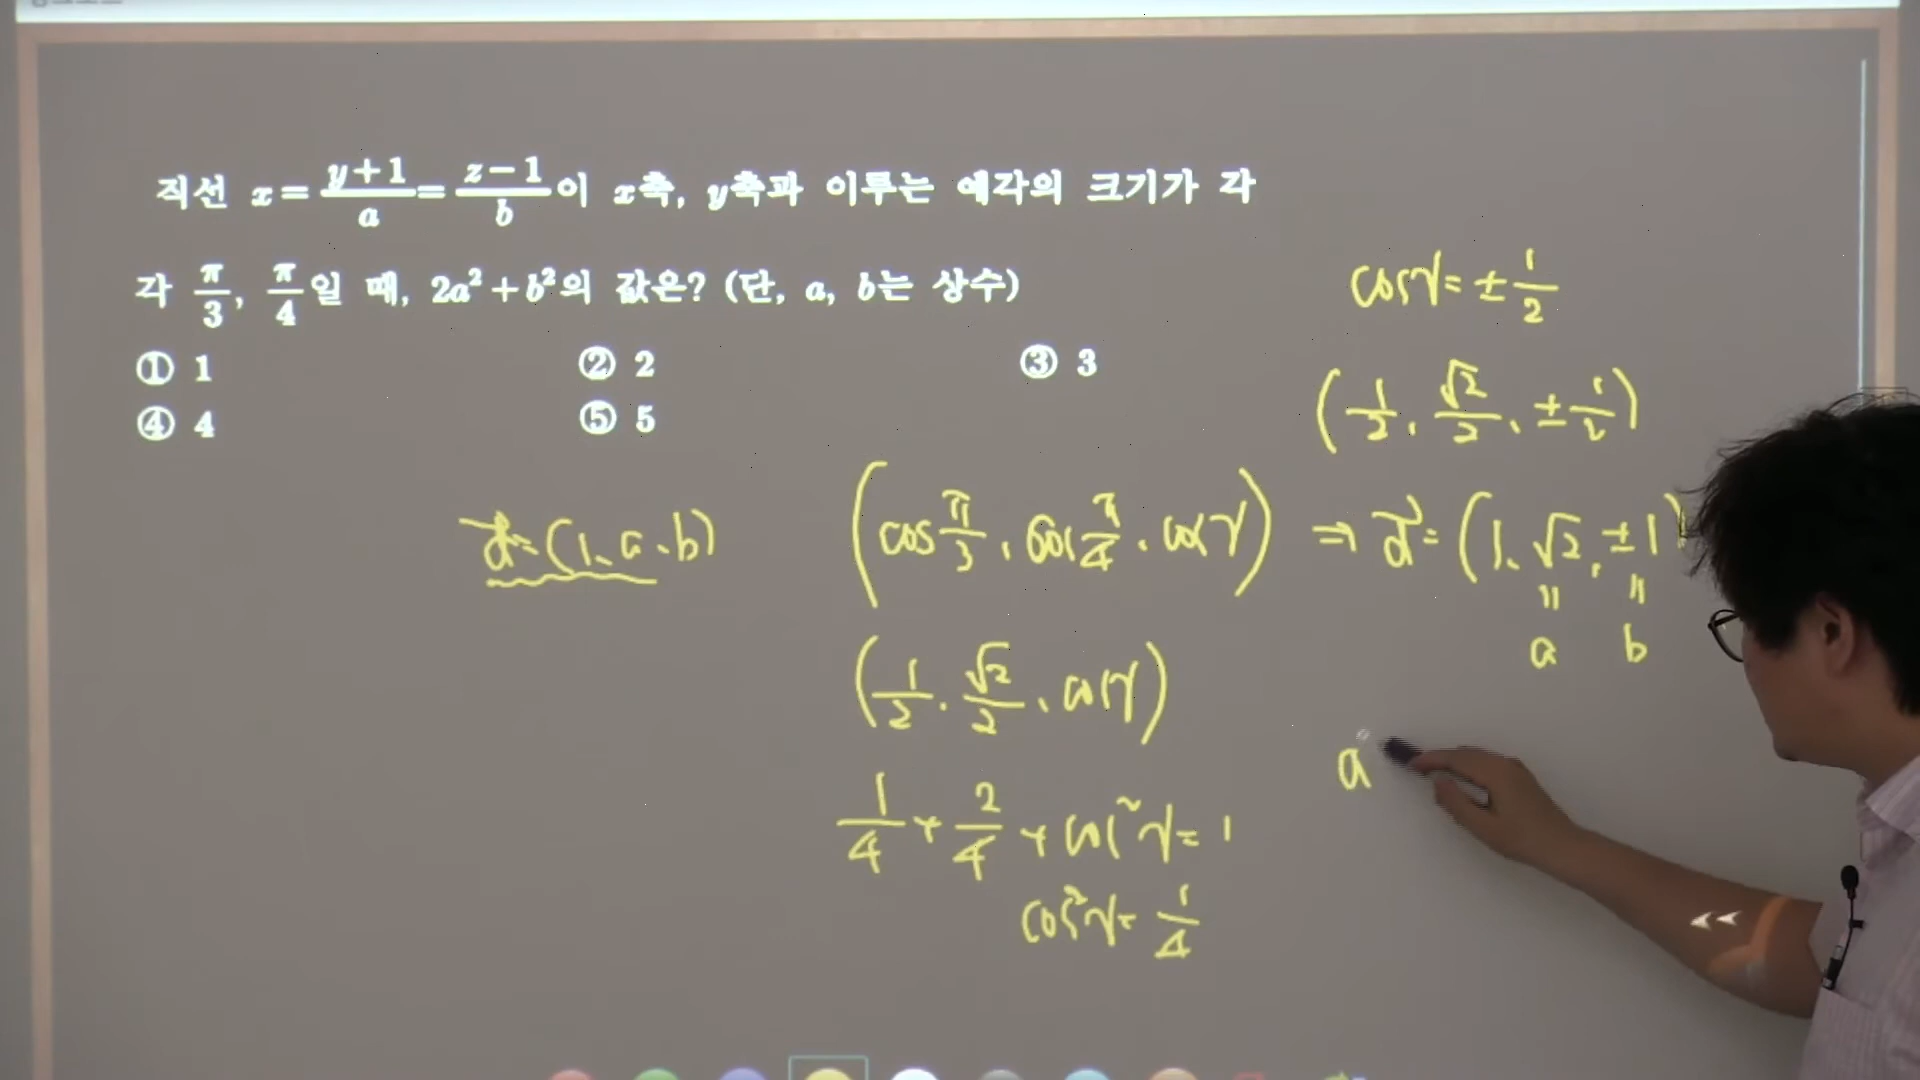 직선 x = (y+1)/a = (z-1)/b 이 x축, y축과 이루는 예각의 크기가 각
각 π/3, π/4일 때, 2a²+b²의 값은? (단, a, b는 상수)
① 1 ② 2 ③ 3
④ 4 ⑤ 5
d⃗ = (1, a, b)
(cos π/3, cos π/4, cos γ)
(1/2, √2/2, cos γ)
1/4 + 2/4 + cos²γ = 1
cos²γ = 1/4
cos γ = ± 1/2
(1/2, √2/2, ± 1/2)
⇒ d⃗ = (1, √2, ±1)
॥ ॥
a b
a